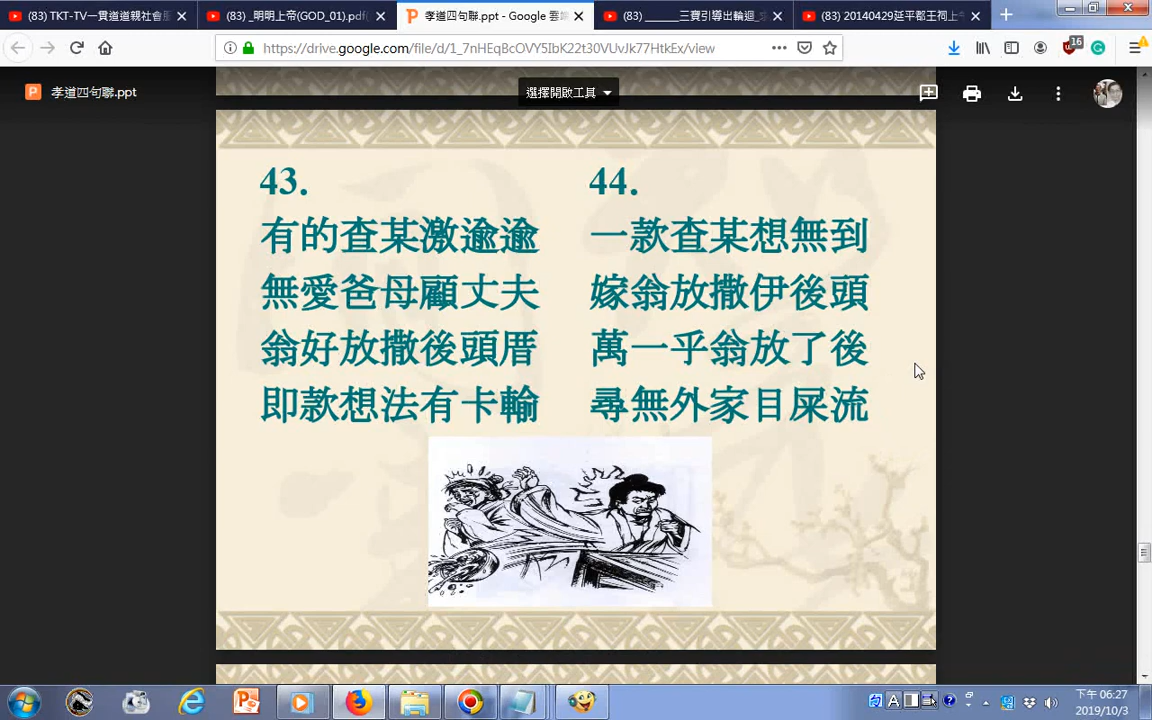 (83) TKT-TV一貫道道親社會服
(83) _明明上帝(GOD_01).pdf(
孝道四句聯.ppt - Google 雲端
(83) ______三寶引導出輪迴_
(83) 20140429延平郡王祠上午
https://drive.google.com/file/d/1_7nHEqBcOVY5IbK22t30VUvJk77HtkEx/view
16
P 孝道四句聯.ppt
選擇開啟工具
43.
有的查某激逾逾
無愛爸母顧丈夫
翁好放撒後頭厝
即款想法有卡輸
44.
一款查某想無到
嫁翁放撒伊後頭
萬一乎翁放了後
尋無外家目屎流
下午 06:27
2019/10/3